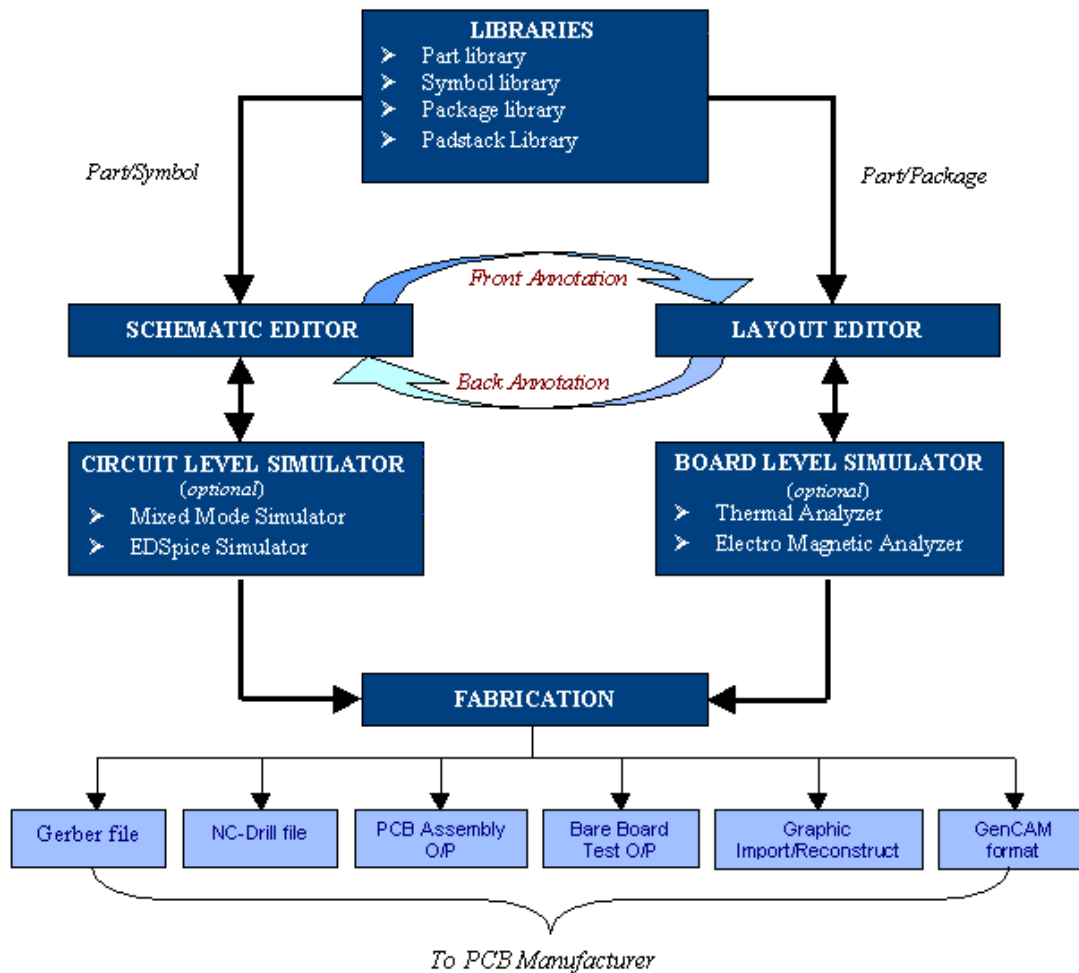 LIBRARIES
Part library
Symbol library
Package library
Padstack Library
Part/Symbol
Part/Package
Front Annotation
SCHEMATIC EDITOR
LAYOUT EDITOR
Back Annotation
CIRCUIT LEVEL SIMULATOR
(optional)
Mixed Mode Simulator
EDSpice Simulator
BOARD LEVEL SIMULATOR
(optional)
Thermal Analyzer
Electro Magnetic Analyzer
FABRICATION
Gerber file
NC-Drill file
PCB Assembly
O/P
Bare Board
Test O/P
Graphic
Import/Reconstruct
GenCAM
format
To PCB Manufacturer